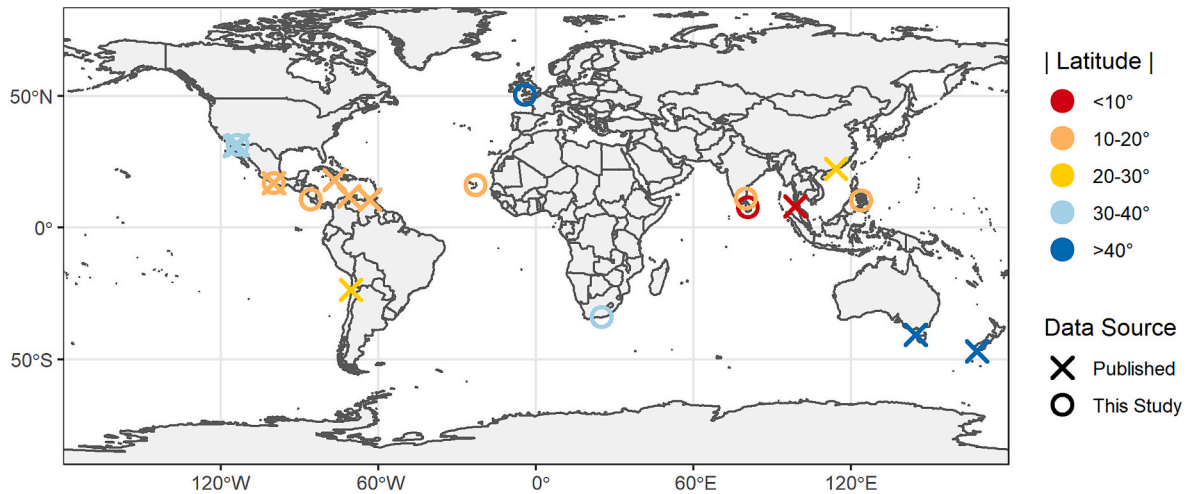 | Latitude |
<10°
10-20°
20-30°
30-40°
>40°
Data Source
Published
This Study
50°N
0°
50°S
120°W
60°W
0°
60°E
120°E